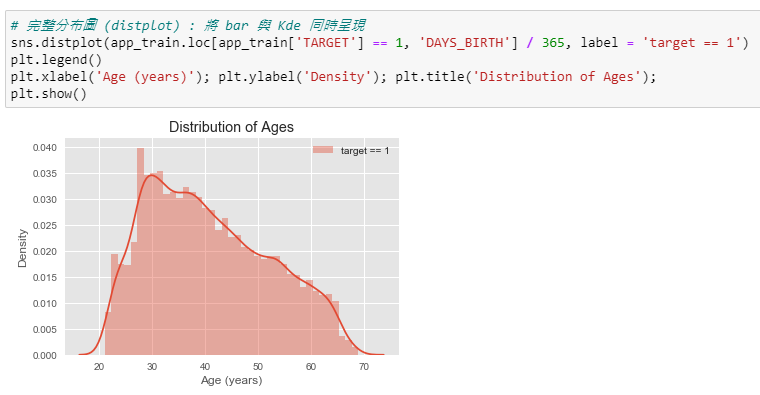 # 完整分布圖 (distplot) : 將 bar 與 Kde 同時呈現
sns.distplot(app_train.loc[app_train['TARGET'] == 1, 'DAYS_BIRTH'] / 365, label = 'target == 1')
plt.legend()
plt.xlabel('Age (years)'); plt.ylabel('Density'); plt.title('Distribution of Ages');
plt.show()
Distribution of Ages
target == 1
0.040
0.035
0.030
0.025
0.020
0.015
0.010
0.005
0.000
Density
20 30 40 50 60 70
Age (years)